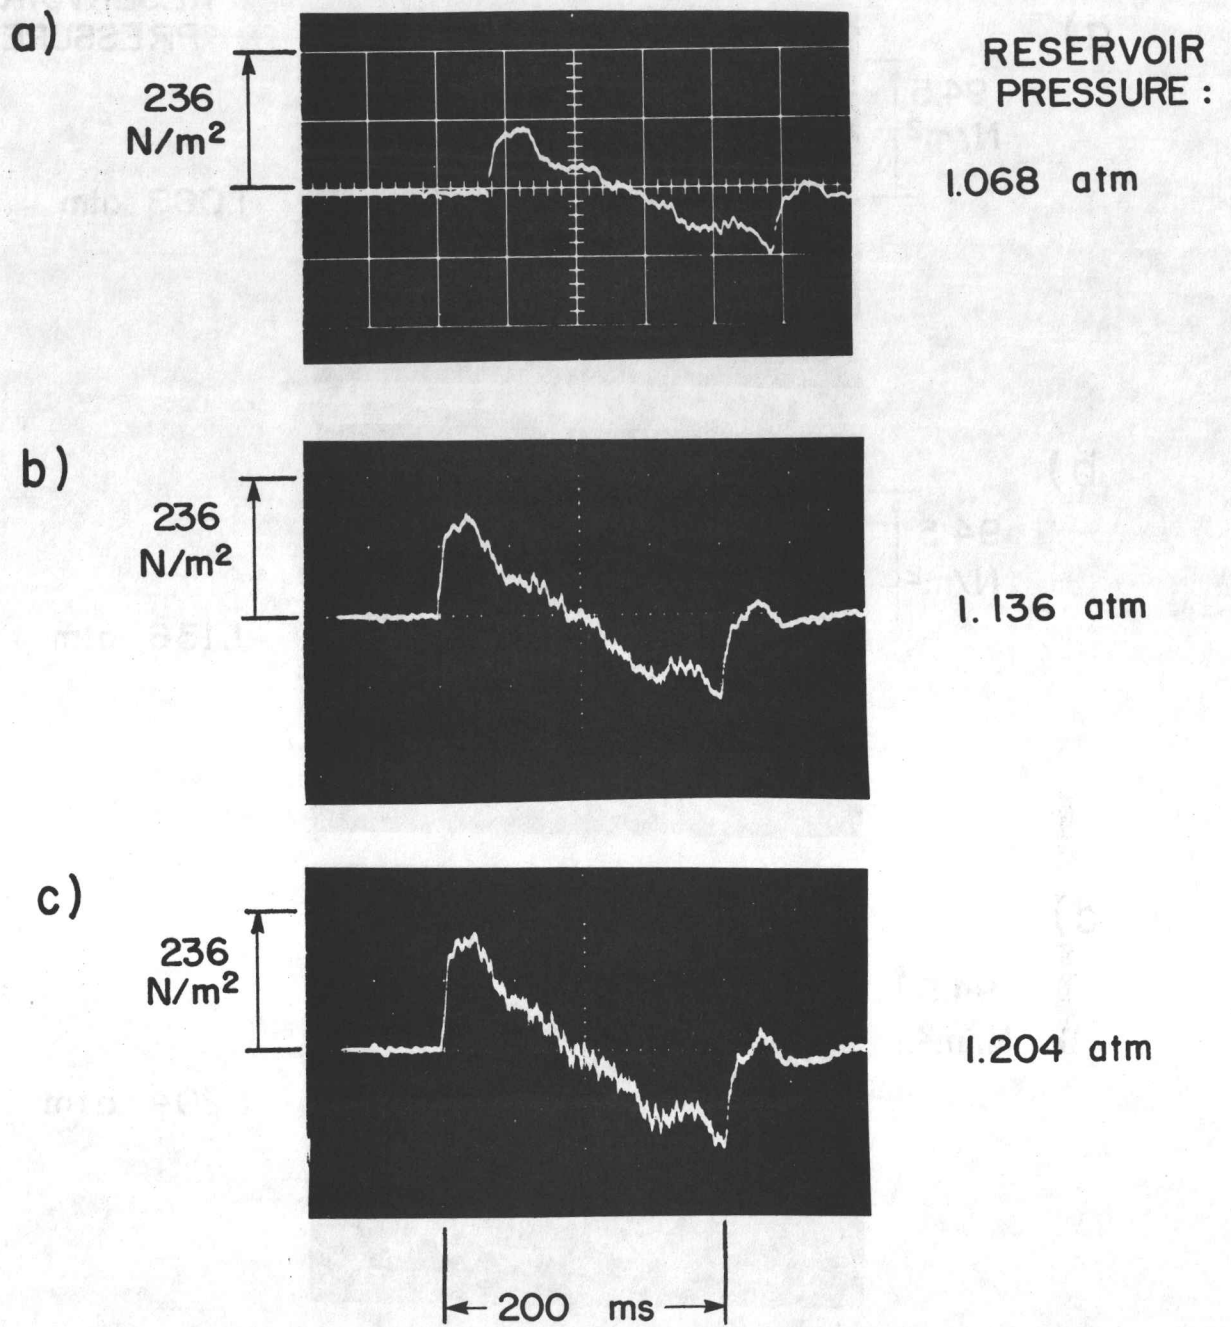 a)
236
N/m²
RESERVOIR
PRESSURE :
1.068 atm
b)
236
N/m²
1.136 atm
c)
236
N/m²
1.204 atm
200 ms